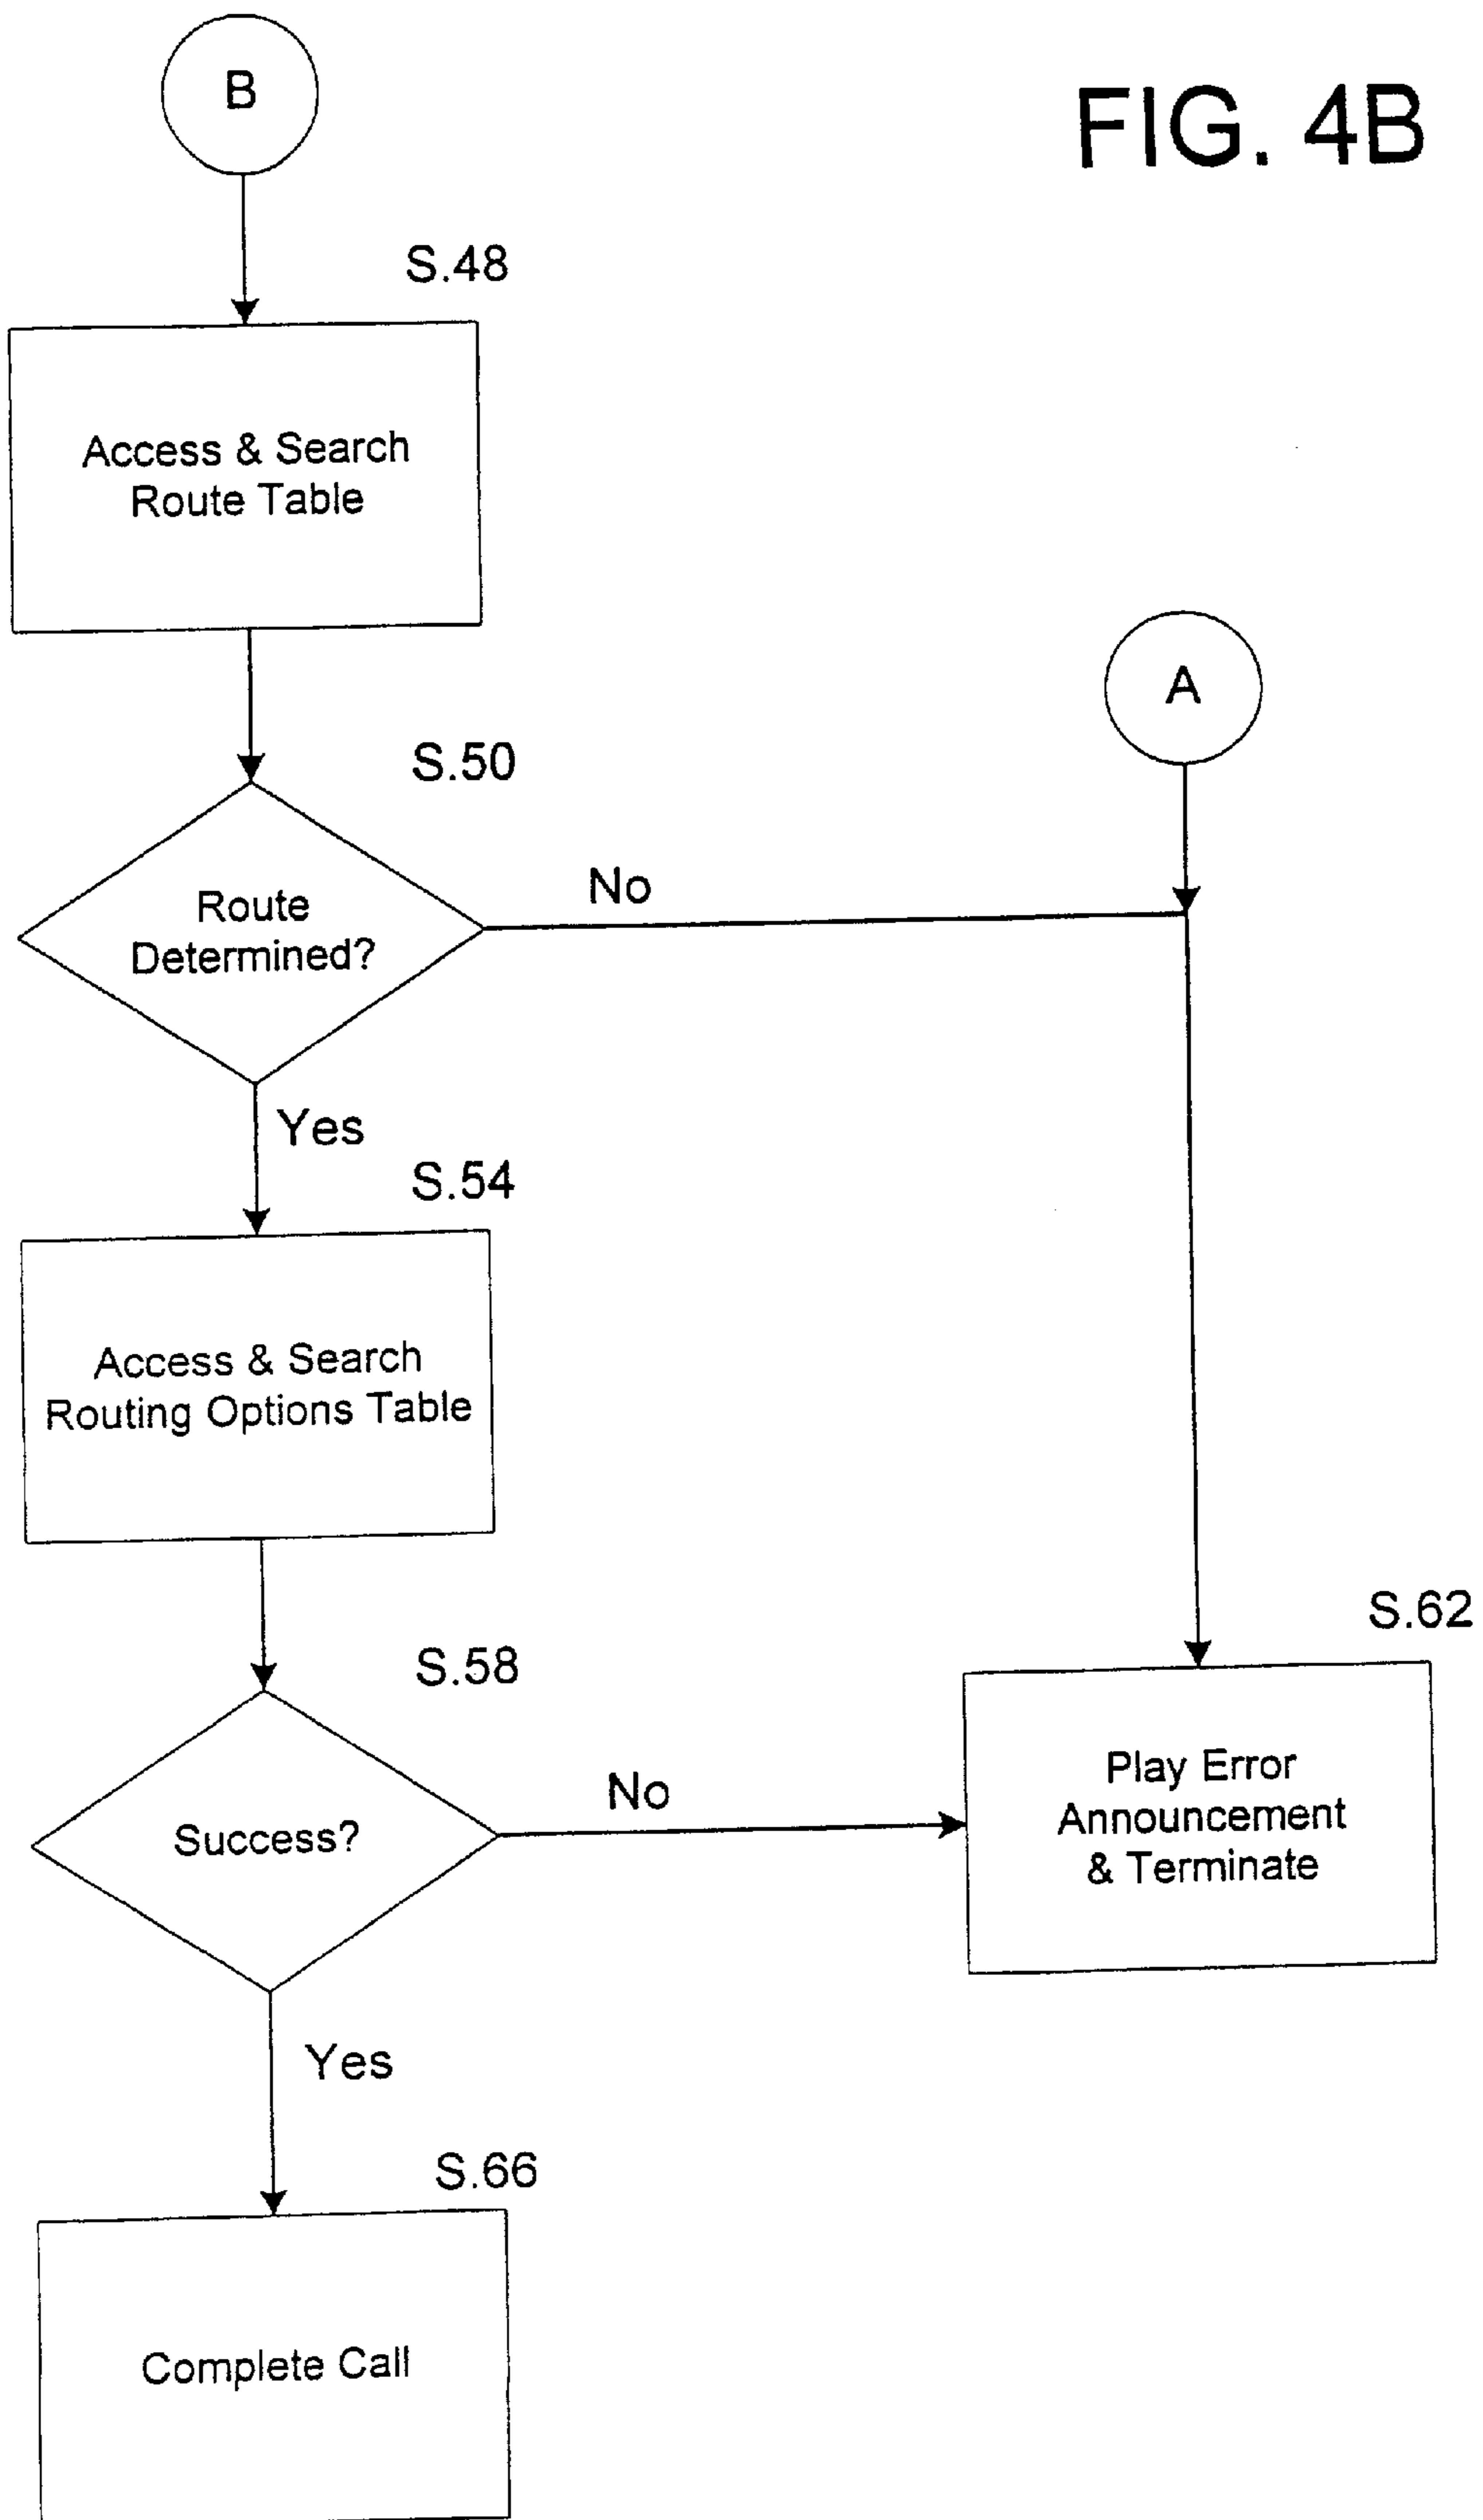 B
FIG. 4B
S.48
Access & Search
Route Table
A
S.50
Route
Determined?
No
Yes
S.54
Access & Search
Routing Options Table
S.58
Success?
No
S.62
Play Error
Announcement
& Terminate
Yes
S.66
Complete Call